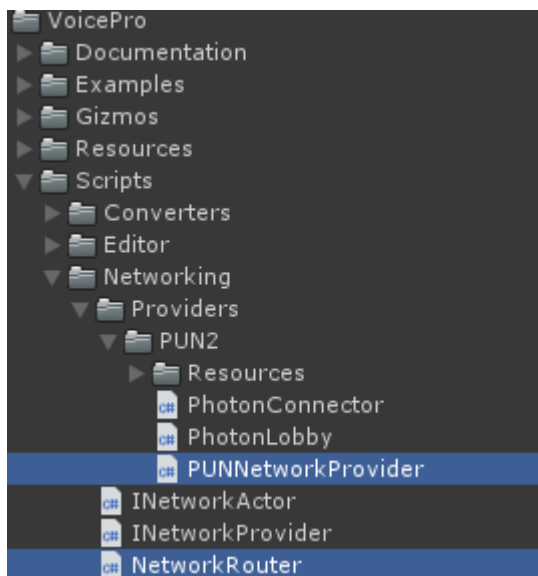 VoicePro
Documentation
Examples
Gizmos
Resources
Scripts
Converters
Editor
Networking
Providers
PUN2
Resources
c# PhotonConnector
c# PhotonLobby
c# PUNNetworkProvider
c# INetworkActor
c# INetworkProvider
c# NetworkRouter